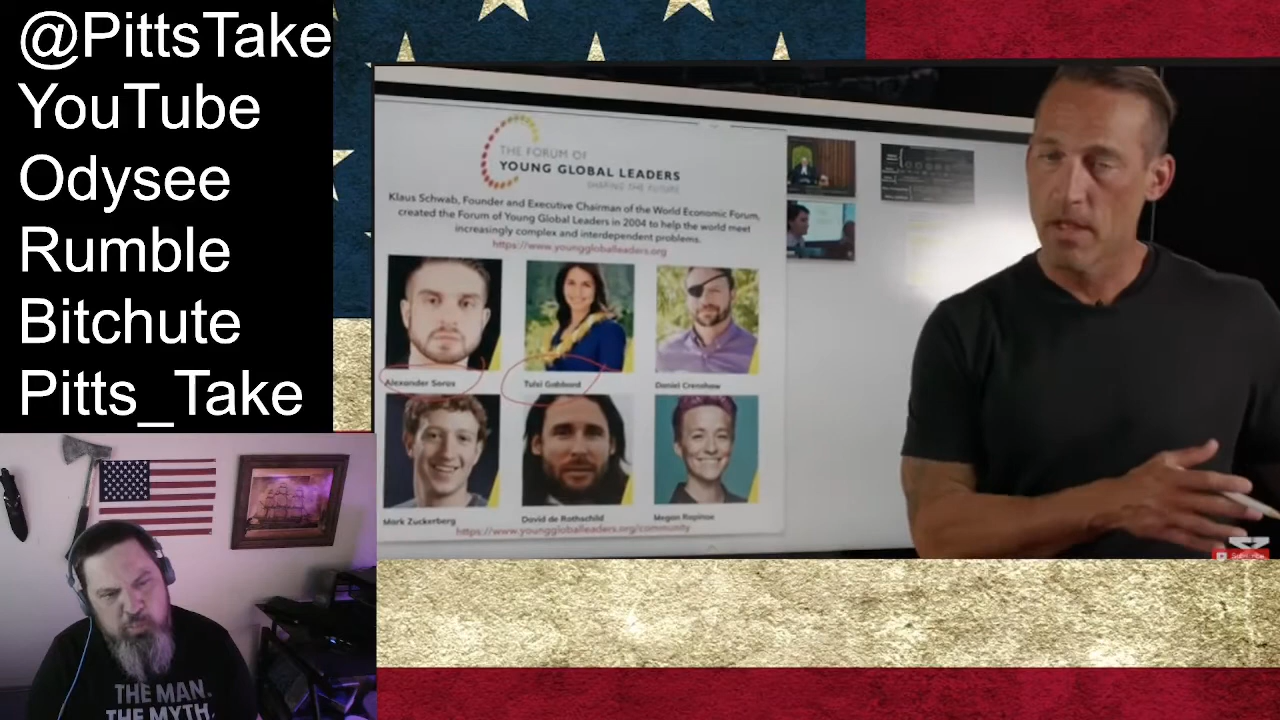 @PittsTake
YouTube
Odysee
Rumble
Bitchute
Pitts_Take
THE FORUM OF
YOUNG GLOBAL LEADERS
SHAPING THE FUTURE
Klaus Schwab, Founder and Executive Chairman of the World Economic Forum,
created the Forum of Young Global Leaders in 2004 to help the world meet
increasingly complex and interdependent problems.
https://www.younggloballeaders.org
Alexander Soros
Tulsi Gabbard
Daniel Crenshaw
Mark Zuckerberg
David de Rothschild
Megan Rapinoe
https://www.younggloballeaders.org/community
Subscribe
THE MAN.
THE MYTH.